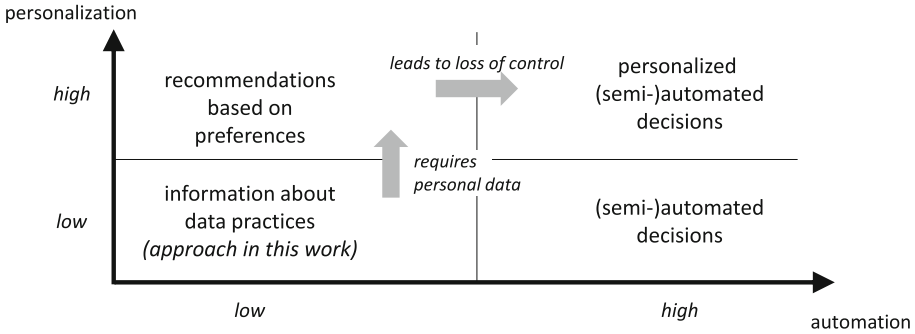 personalization
leads to loss of control
high
recommendations
based on
preferences
personalized
(semi-)automated
decisions
requires
personal data
low
information about
data practices
(approach in this work)
(semi-)automated
decisions
low
high
automation